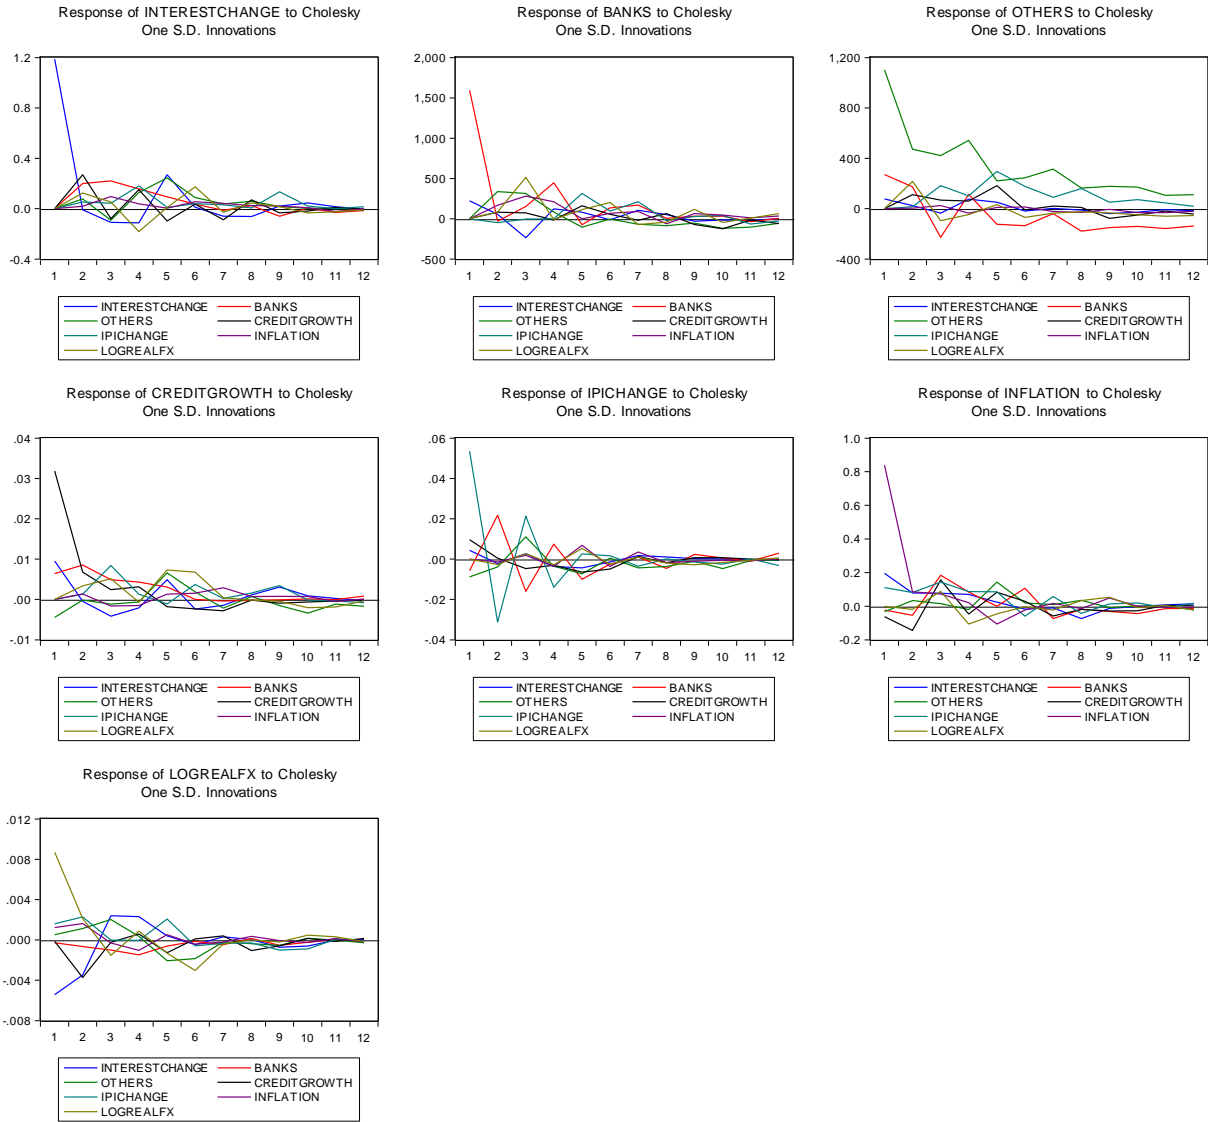 Response of INTERESTCHANGE to Cholesky
One S.D. Innovations
1.2
0.8
0.4
0.0
-0.4
1 2 3 4 5 6 7 8 9 10 11 12
INTERESTCHANGE BANKS
OTHERS CREDITGROWTH
IPICHANGE INFLATION
LOGREALFX
Response of BANKS to Cholesky
One S.D. Innovations
2,000
1,500
1,000
500
0
-500
1 2 3 4 5 6 7 8 9 10 11 12
INTERESTCHANGE BANKS
OTHERS CREDITGROWTH
IPICHANGE INFLATION
LOGREALFX
Response of OTHERS to Cholesky
One S.D. Innovations
1,200
800
400
0
-400
1 2 3 4 5 6 7 8 9 10 11 12
INTERESTCHANGE BANKS
OTHERS CREDITGROWTH
IPICHANGE INFLATION
LOGREALFX
Response of CREDITGROWTH to Cholesky
One S.D. Innovations
.04
.03
.02
.01
.00
-.01
1 2 3 4 5 6 7 8 9 10 11 12
INTERESTCHANGE BANKS
OTHERS CREDITGROWTH
IPICHANGE INFLATION
LOGREALFX
Response of IPICHANGE to Cholesky
One S.D. Innovations
.06
.04
.02
.00
-.02
-.04
1 2 3 4 5 6 7 8 9 10 11 12
INTERESTCHANGE BANKS
OTHERS CREDITGROWTH
IPICHANGE INFLATION
LOGREALFX
Response of INFLATION to Cholesky
One S.D. Innovations
1.0
0.8
0.6
0.4
0.2
0.0
-0.2
1 2 3 4 5 6 7 8 9 10 11 12
INTERESTCHANGE BANKS
OTHERS CREDITGROWTH
IPICHANGE INFLATION
LOGREALFX
Response of LOGREALFX to Cholesky
One S.D. Innovations
.012
.008
.004
.000
-.004
-.008
1 2 3 4 5 6 7 8 9 10 11 12
INTERESTCHANGE BANKS
OTHERS CREDITGROWTH
IPICHANGE INFLATION
LOGREALFX